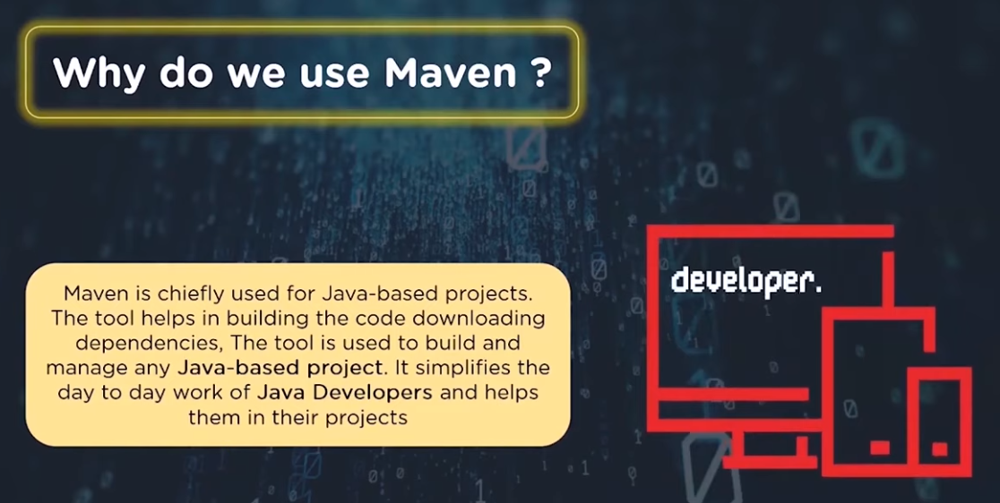 Why do we use Maven ?
Maven is chiefly used for Java-based projects.
The tool helps in building the code downloading
dependencies, The tool is used to build and
manage any Java-based project. It simplifies the
day to day work of Java Developers and helps
them in their projects
developer.